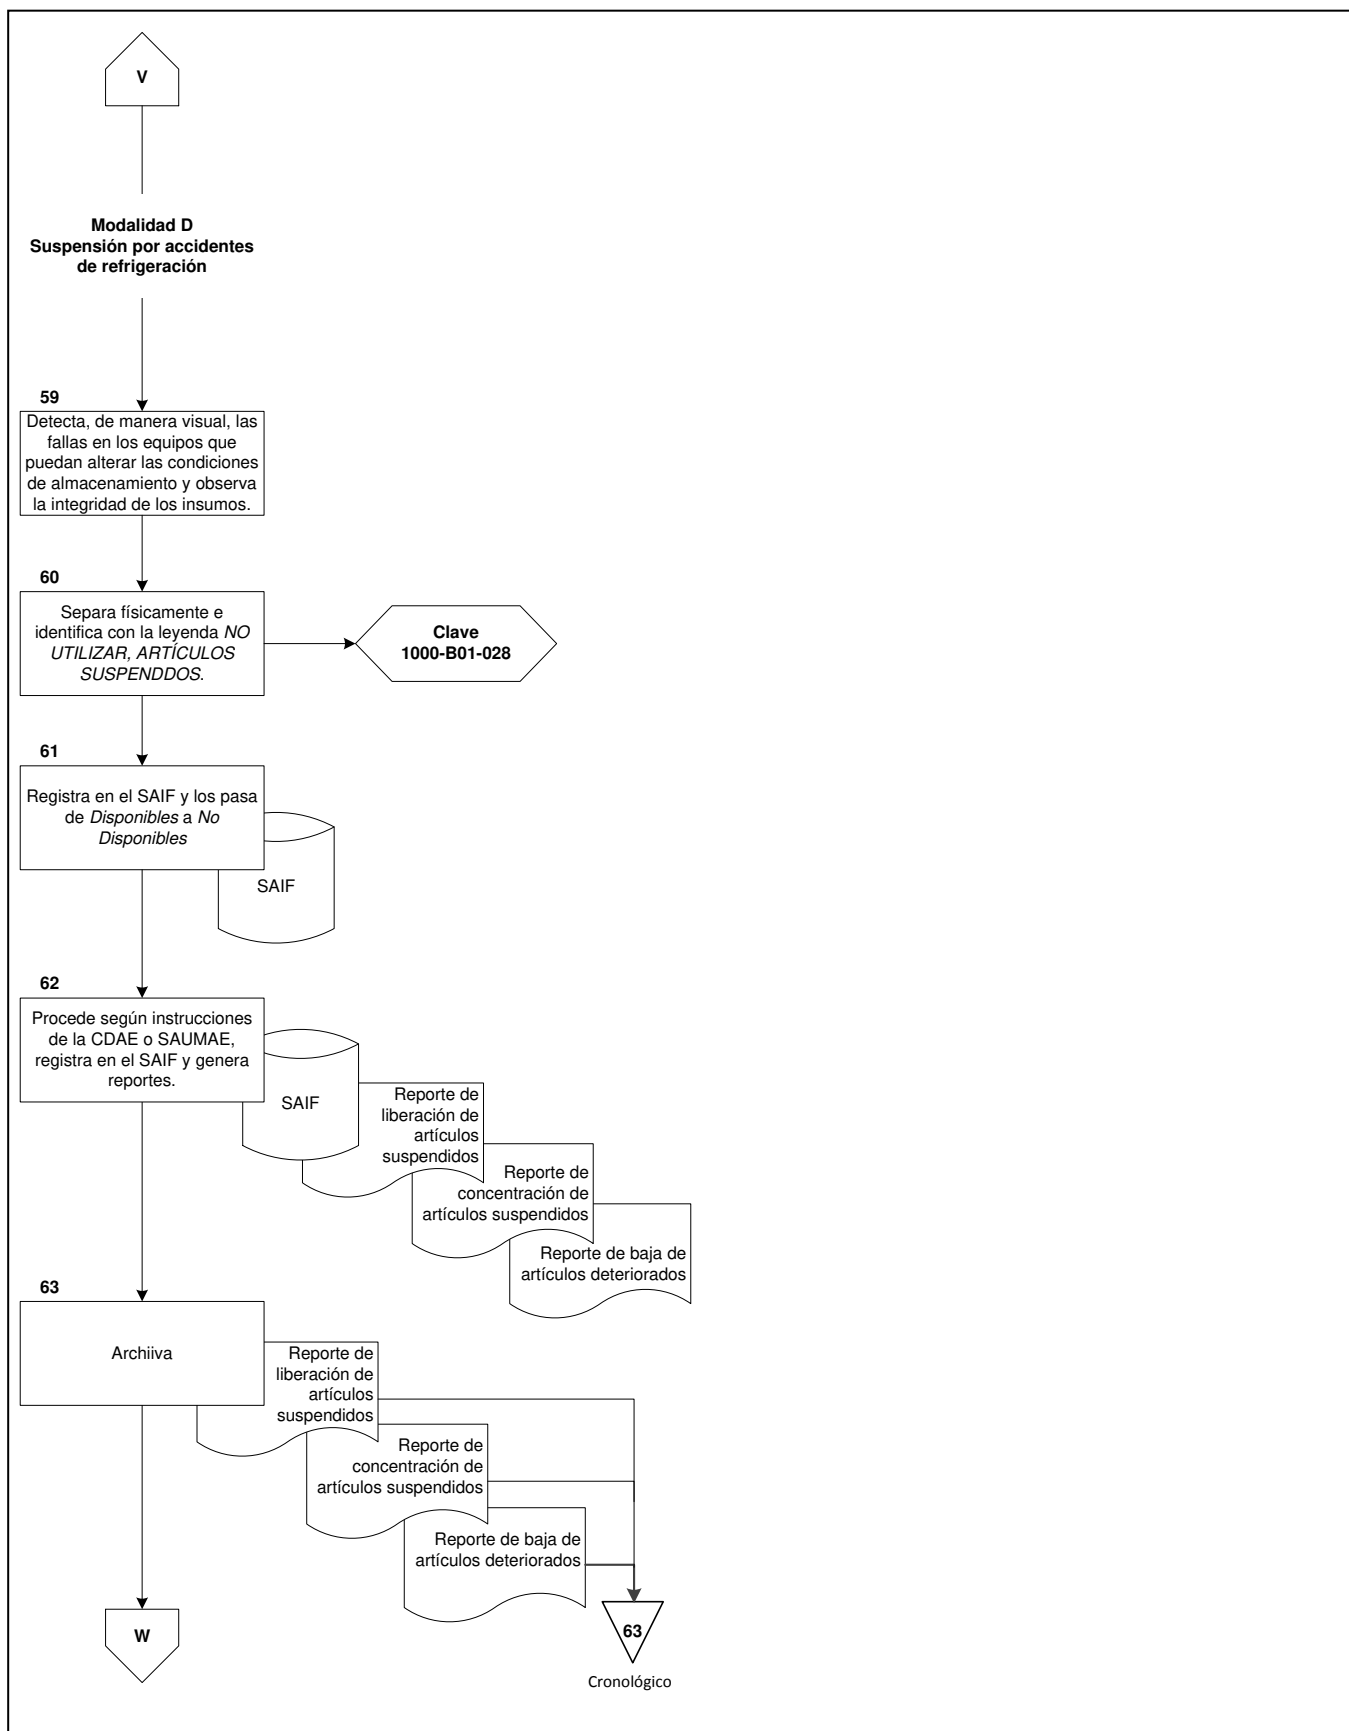 V
Modalidad D
Suspensión por accidentes
de refrigeración
59
Detecta, de manera visual, las
fallas en los equipos que
puedan alterar las condiciones
de almacenamiento y observa
la integridad de los insumos.
60
Separa físicamente e
identifica con la leyenda NO
UTILIZAR, ARTÍCULOS
SUSPENDDOS.
Clave
1000-B01-028
61
Registra en el SAIF y los pasa
de Disponibles a No
Disponibles
SAIF
62
Procede según instrucciones
de la CDAE o SAUMAE,
registra en el SAIF y genera
reportes.
SAIF
Reporte de
liberación de
artículos
suspendidos
Reporte de
concentración de
artículos suspendidos
Reporte de baja de
artículos deteriorados
63
Archiiva
Reporte de
liberación de
artículos
suspendidos
Reporte de
concentración de
artículos suspendidos
Reporte de baja de
artículos deteriorados
W
63
Cronológico